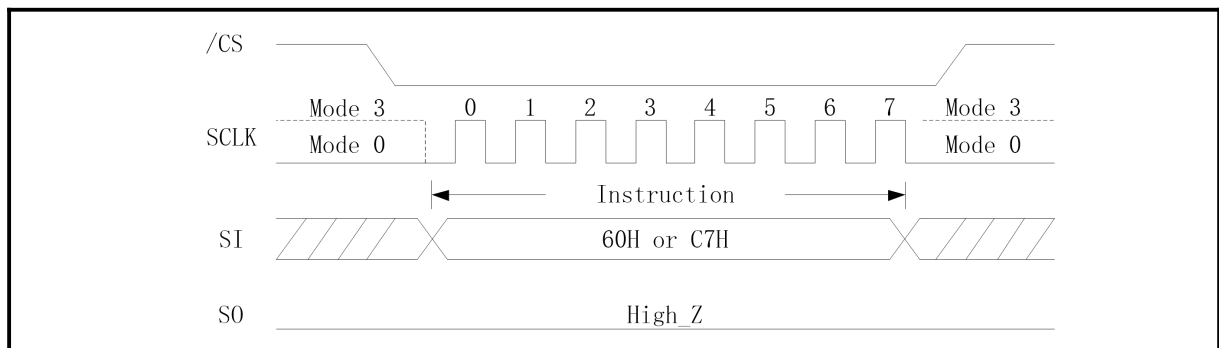 /CS
Mode 3 0 1 2 3 4 5 6 7 Mode 3
SCLK
Mode 0 Mode 0
Instruction
SI 60H or C7H
SO High_Z